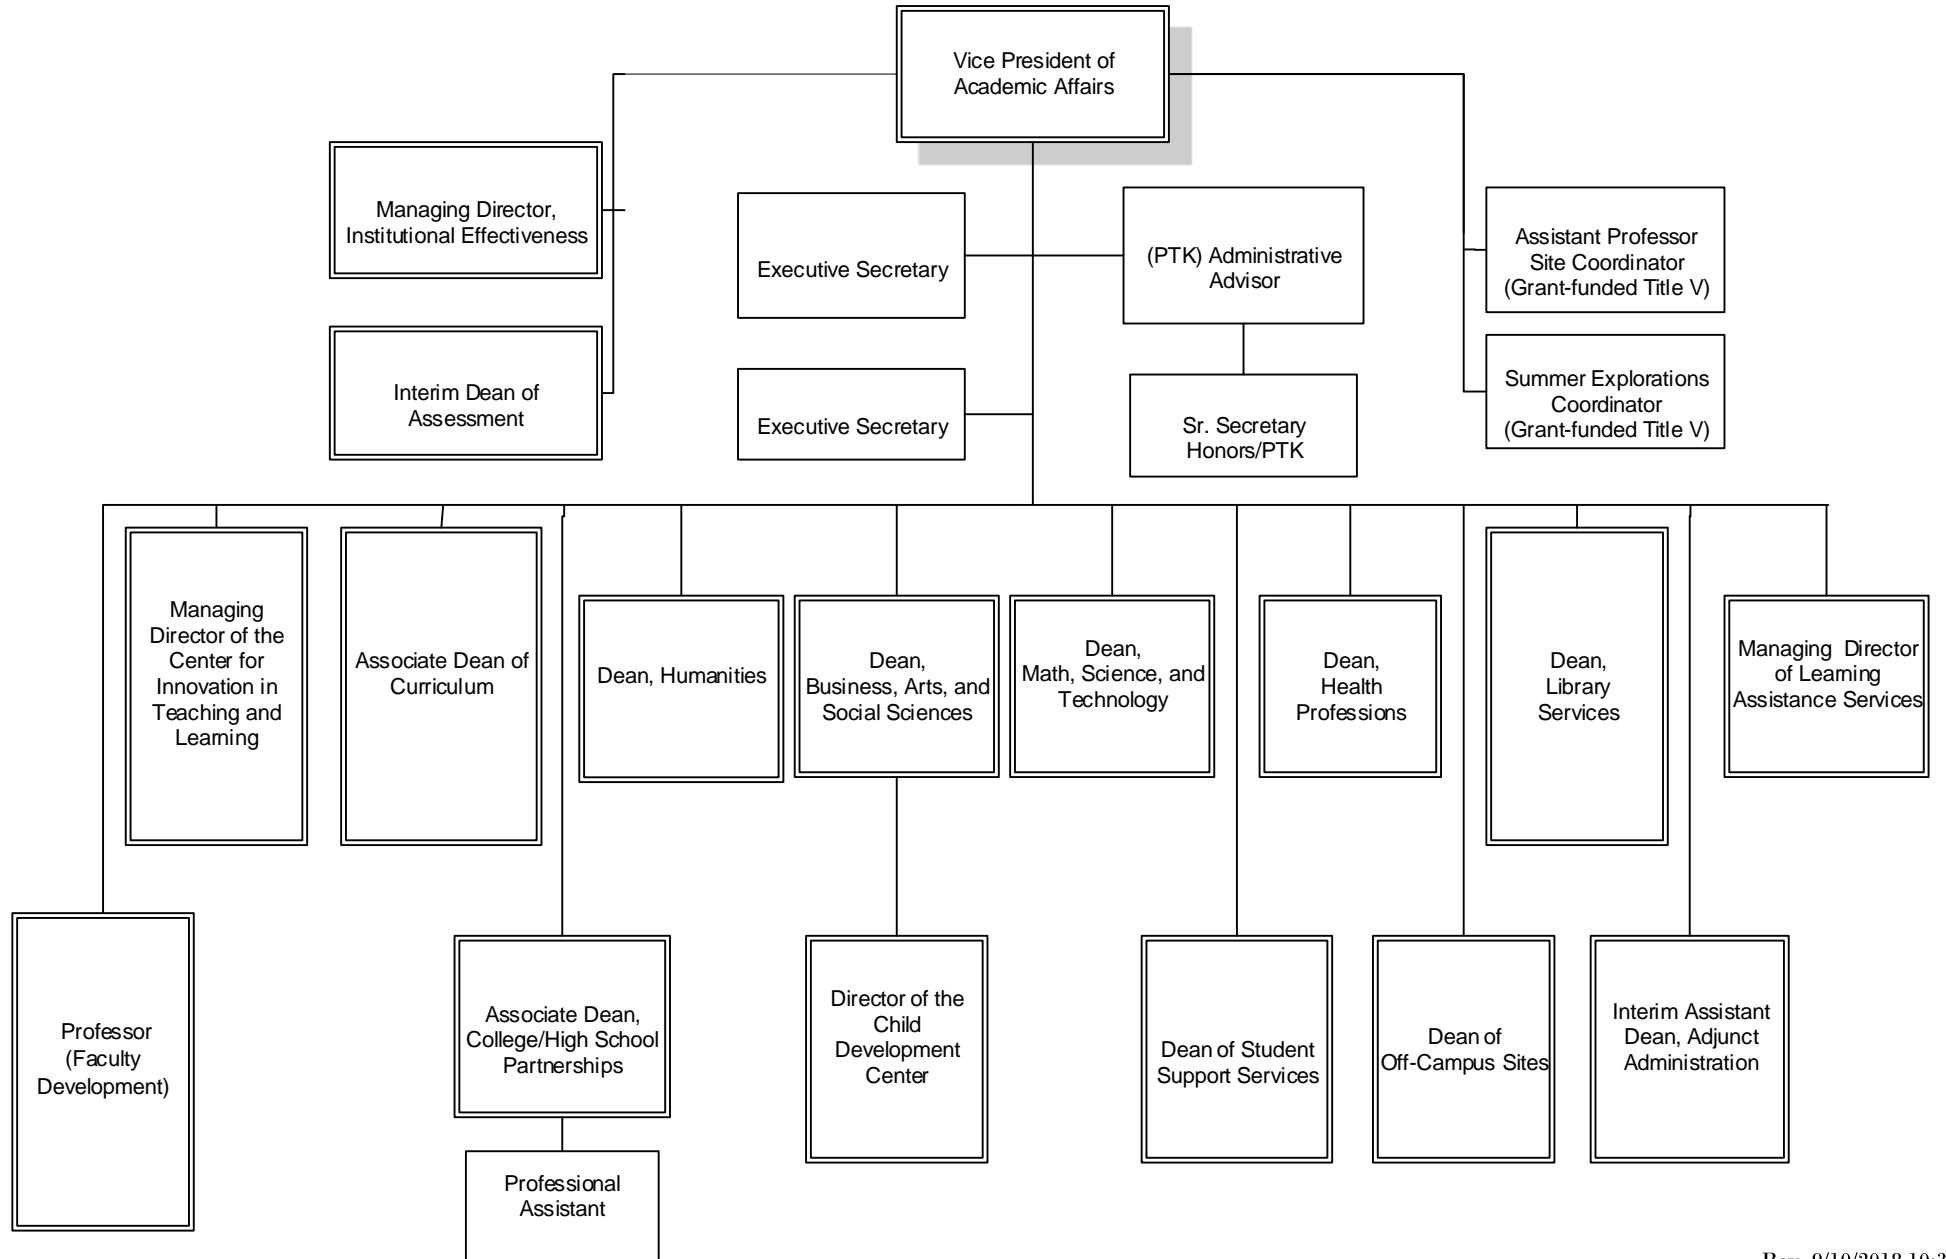 Vice President of
Academic Affairs
Managing Director,
Institutional Effectiveness
Executive Secretary
(PTK) Administrative
Advisor
Assistant Professor
Site Coordinator
(Grant-funded Title V)
Interim Dean of
Assessment
Executive Secretary
Sr. Secretary
Honors/PTK
Summer Explorations
Coordinator
(Grant-funded Title V)
Managing
Director of the
Center for
Innovation in
Teaching and
Learning
Associate Dean of
Curriculum
Dean, Humanities
Dean,
Business, Arts, and
Social Sciences
Dean,
Math, Science, and
Technology
Dean,
Health
Professions
Dean,
Library
Services
Managing Director
of Learning
Assistance Services
Professor
(Faculty
Development)
Associate Dean,
College/High School
Partnerships
Director of the
Child
Development
Center
Dean of Student
Support Services
Dean of
Off-Campus Sites
Interim Assistant
Dean, Adjunct
Administration
Professional
Assistant
Rev. 9/10/2018